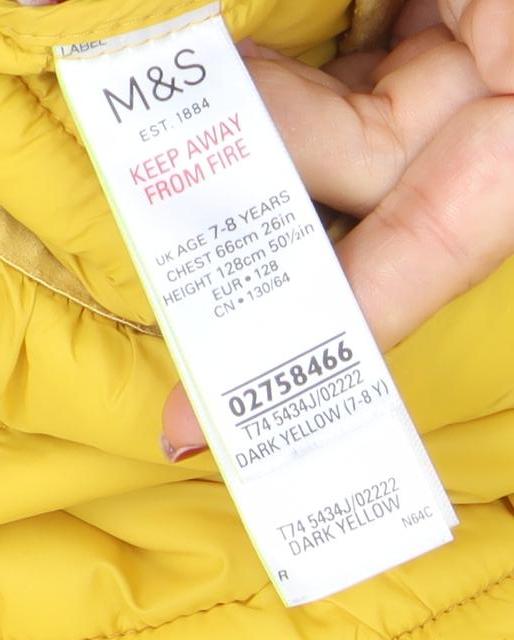 LABEL
M&S
EST. 1884
KEEP AWAY
FROM FIRE
UK AGE 7-8 YEARS
CHEST 66cm 26in
HEIGHT 128cm 50½in
EUR • 128
CN • 130/64
02758466
T74 5434J/02222
DARK YELLOW (7-8 Y)
T74 5434J/02222
DARK YELLOW
N64C
R